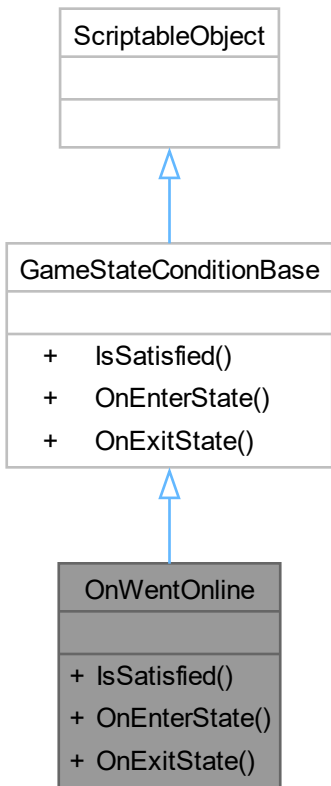 ScriptableObject
GameStateConditionBase
+ IsSatisfied()
+ OnEnterState()
+ OnExitState()
OnWentOnline
+ IsSatisfied()
+ OnEnterState()
+ OnExitState()